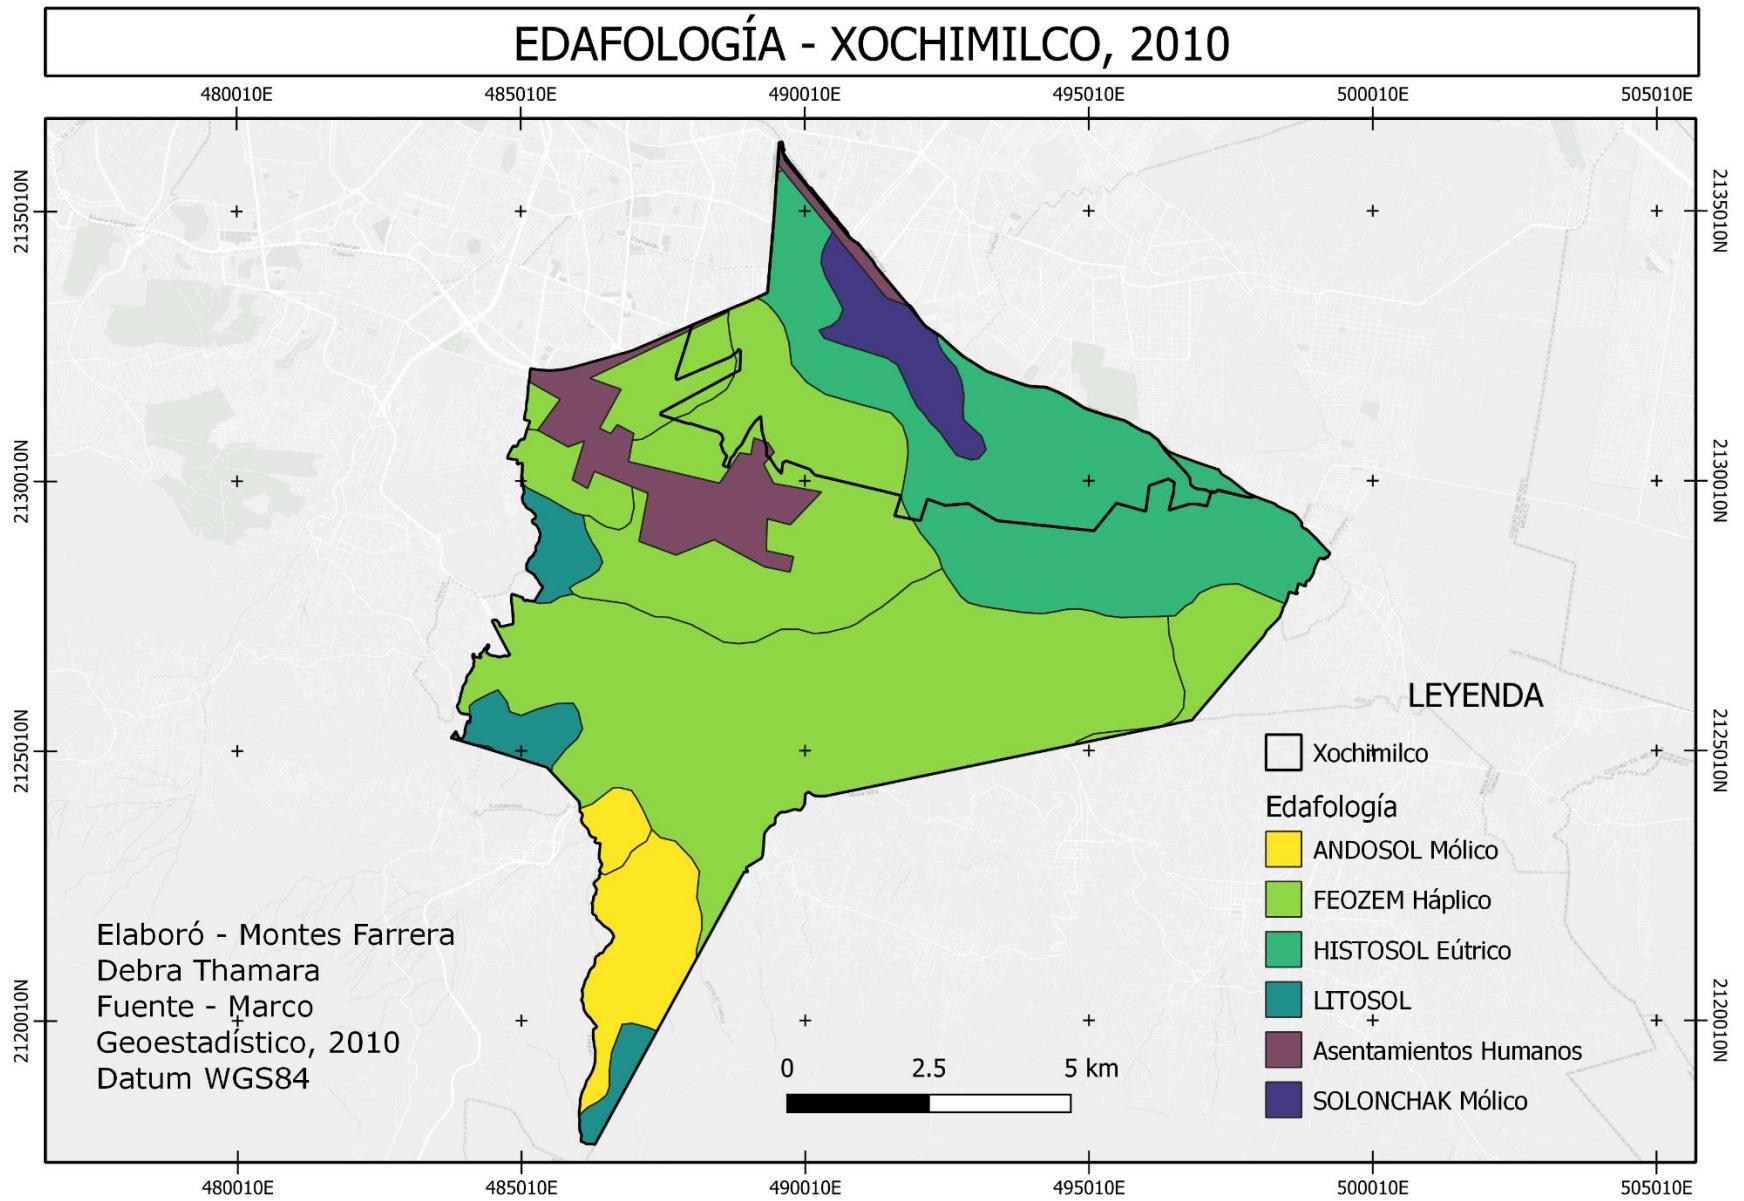 EDAFOLOGÍA - XOCHIMILCO, 2010
480010E 485010E 490010E 495010E 500010E 505010E
2135010N 2135010N
2130010N 2130010N
2125010N 2125010N
2120010N 2120010N
LEYENDA
Xochimilco
Edafología
ANDOSOL Mólico
FEOZEM Háplico
HISTOSOL Eútrico
LITOSOL
Asentamientos Humanos
SOLONCHAK Mólico
Elaboró - Montes Farrera
Debra Thamara
Fuente - Marco
Geoestadístico, 2010
Datum WGS84
0 2.5 5 km
480010E 485010E 490010E 495010E 500010E 505010E